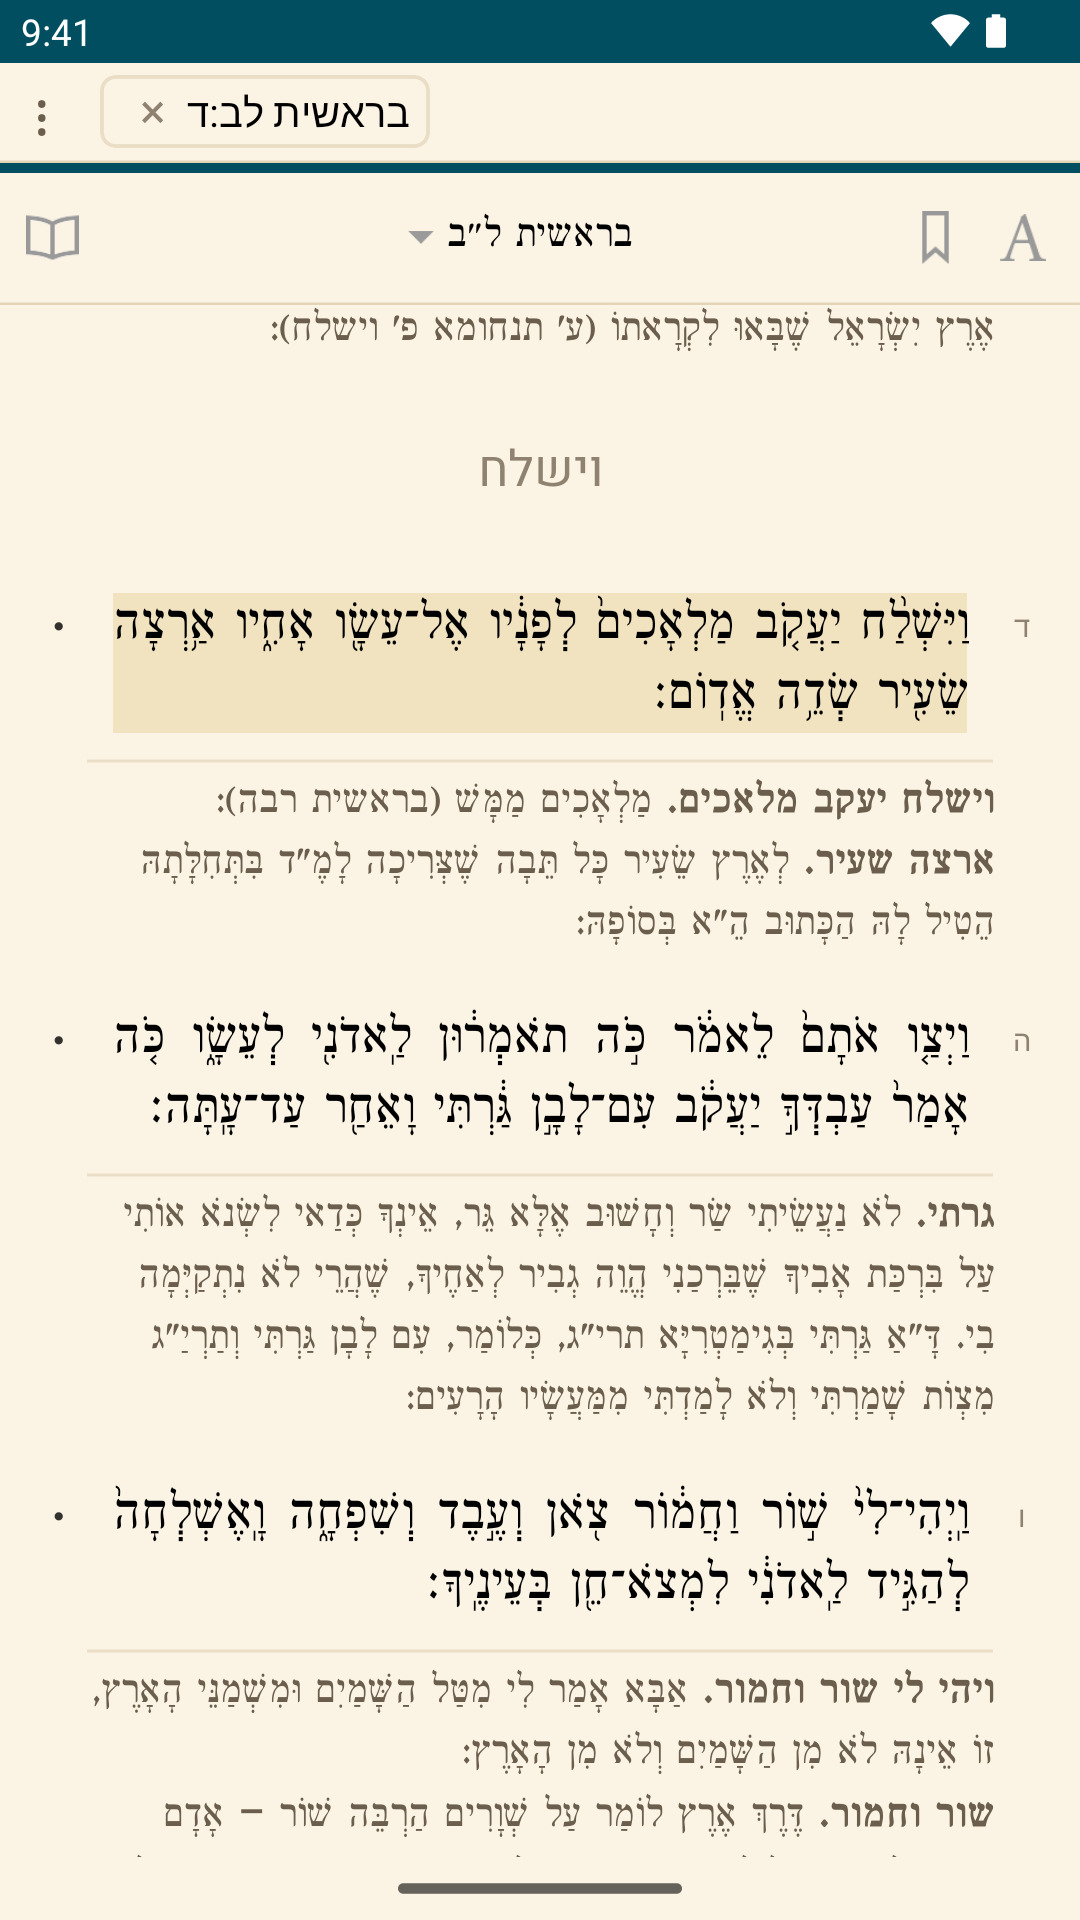 9:41
בראשית לב:ד ×
בראשית ל״ב
אֶרֶץ יִשְׂרָאֵל שֶׁבָּאוּ לִקְרָאתוֹ (ע' תנחומא פ' וישלח):
וישלח
ד
וַיִּשְׁלַ֨ח יַעֲקֹ֤ב מַלְאָכִים֙ לְפָנָ֔יו אֶל־עֵשָׂ֖ו אָחִ֑יו אַ֥רְצָה
שֵׂעִ֖יר שְׂדֵ֥ה אֱדֽוֹם׃
וישלח יעקב מלאכים. מַלְאָכִים מַמָּשׁ (בראשית רבה):
ארצה שעיר. לְאֶרֶץ שֵׂעִיר כָּל תֵּבָה שֶׁצְּרִיכָה לָמֶ"ד בִּתְּחִלָּתָהּ
הֵטִיל לָהּ הַכָּתוּב הֵ"א בְּסוֹפָהּ:
ה
וַיְצַ֤ו אֹתָם֙ לֵאמֹ֔ר כֹּ֣ה תֹאמְר֔וּן לַֽאדֹנִ֖י לְעֵשָׂ֑ו כֹּ֤ה
אָמַר֙ עַבְדְּךָ֣ יַעֲקֹ֔ב עִם־לָבָ֣ן גַּ֔רְתִּי וָאֵחַ֖ר עַד־עָֽתָּה׃
גרתי. לֹא נַעֲשֵׂיתִי שַׂר וְחָשׁוּב אֶלָּא גֵּר, אֵינְךָ כְּדַאי לִשְׂנֹא אוֹתִי
עַל בִּרְכַּת אָבִיךָ שֶׁבֵּרְכַנִי הֱוֵה גְבִיר לְאַחֶיךָ, שֶׁהֲרֵי לֹא נִתְקַיְּמָה
בִי. דָּ"אַ גַּרְתִּי בְּגִימַטְרִיָּא תרי"ג, כְּלוֹמַר, עִם לָבָן גַּרְתִּי וְתַרְיַ"ג
מִצְוֹת שָׁמַרְתִּי וְלֹא לָמַדְתִּי מִמַּעֲשָׂיו הָרָעִים:
ו
וַֽיְהִי־לִי֙ שׁ֣וֹר וַחֲמ֔וֹר צֹ֖אן וְעֶ֣בֶד וְשִׁפְחָ֑ה וָֽאֶשְׁלְחָה֙
לְהַגִּ֣יד לַֽאדֹנִ֔י לִמְצֹא־חֵ֖ן בְּעֵינֶֽיךָ׃
ויהי לי שור וחמור. אַבָּא אָמַר לִי מִטַּל הַשָּׁמַיִם וּמִשְׁמַנֵּי הָאָרֶץ,
זוֹ אֵינָהּ לֹא מִן הַשָּׁמַיִם וְלֹא מִן הָאָרֶץ:
שור וחמור. דֶּרֶךְ אֶרֶץ לוֹמַר עַל שְׁוָרִים הַרְבֵּה שׁוֹר – אָדָם